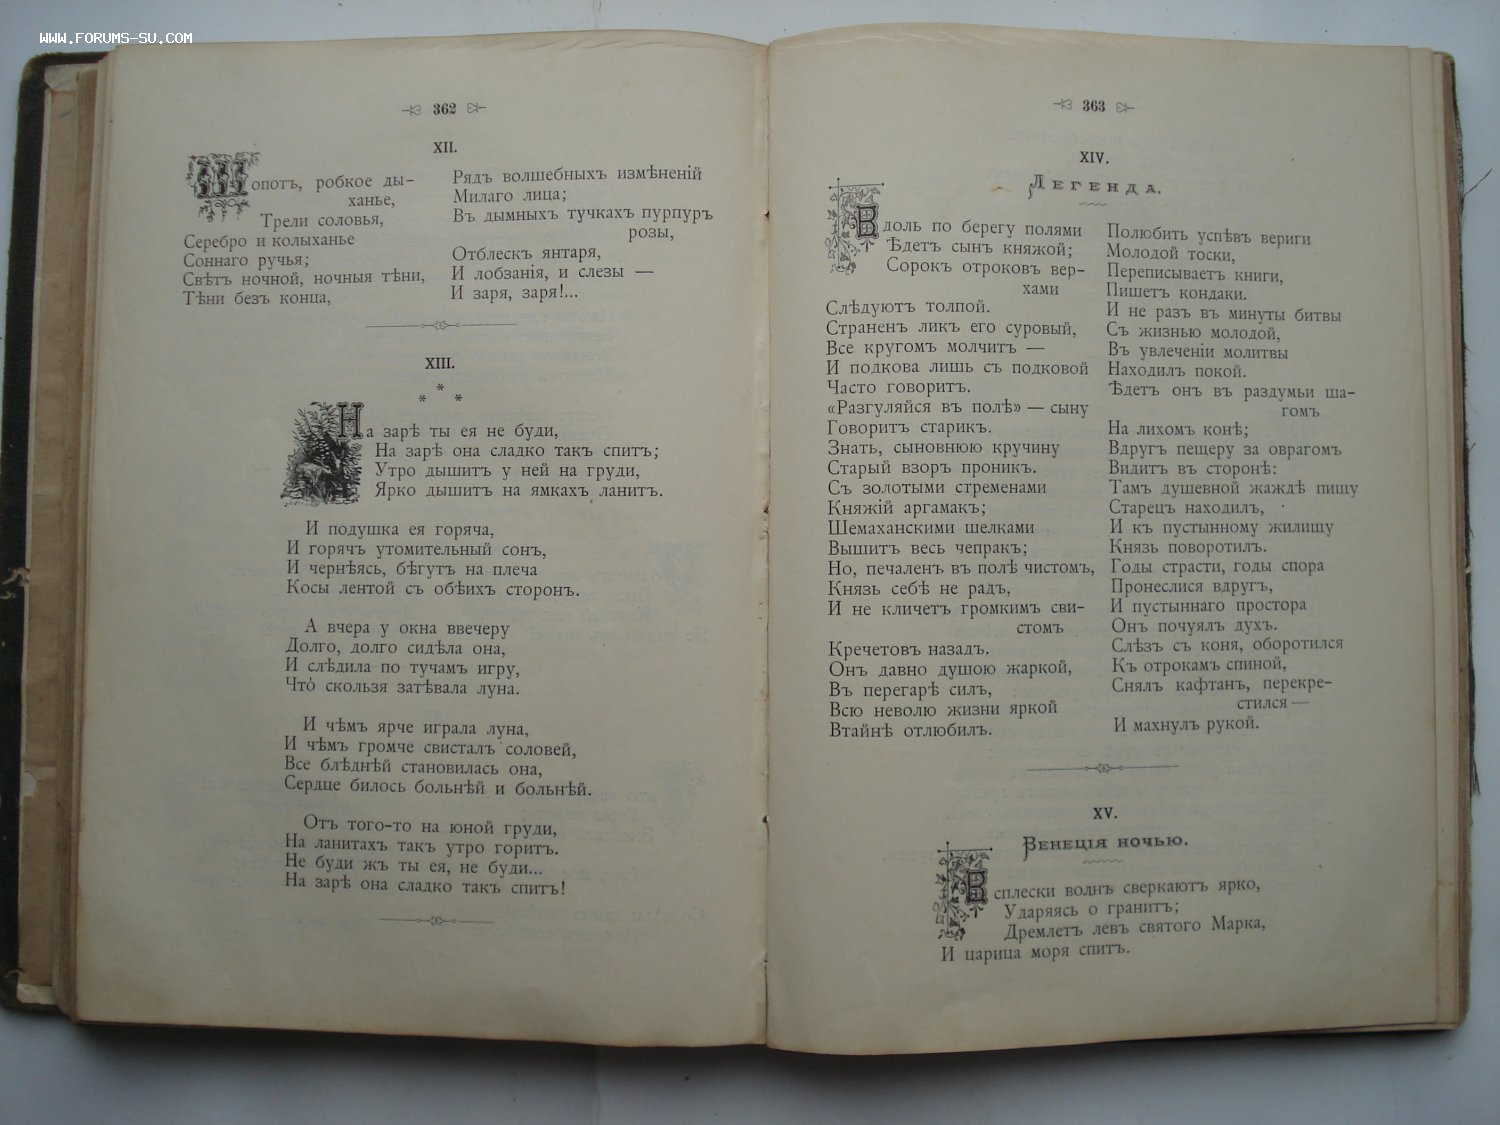 WWW.FORUMS-SU.COM
362
XII.
Шопотъ, робкое ды-
ханье,
Трели соловья,
Серебро и колыханье
Соннаго ручья;
Свѣтъ ночной, ночныя тѣни,
Тѣни безъ конца,
Рядъ волшебныхъ измѣненій
Милаго лица;
Въ дымныхъ тучкахъ пурпуръ
розы,
Отблескъ янтаря,
И лобзанія, и слезы —
И заря, заря!...
XIII.
* * *
На зарѣ ты ея не буди,
На зарѣ она сладко такъ спитъ;
Утро дышитъ у ней на груди,
Ярко дышитъ на ямкахъ ланитъ.
И подушка ея горяча,
И горячъ утомительный сонъ,
И чернѣясь, бѣгутъ на плеча
Косы лентой съ обѣихъ сторонъ.
А вчера у окна ввечеру
Долго, долго сидѣла она,
И слѣдила по тучамъ игру,
Что́ скользя затѣвала луна.
И чѣмъ ярче играла луна,
И чѣмъ громче свисталъ соловей,
Все блѣднѣй становилась она,
Сердце билось больнѣй и больнѣй.
Отъ того-то на юной груди,
На ланитахъ такъ утро горитъ.
Не буди жъ ты ея, не буди...
На зарѣ она сладко такъ спитъ!
363
XIV.
Легенда.
Вдоль по берегу полями
Ѣдетъ сынъ княжой;
Сорокъ отроковъ вер-
хами
Слѣдуютъ толпой.
Страненъ ликъ его суровый,
Все кругомъ молчитъ —
И подкова лишь съ подковой
Часто говоритъ.
«Разгуляйся въ полѣ» — сыну
Говоритъ старикъ.
Знать, сыновнюю кручину
Старый взоръ проникъ.
Съ золотыми стременами
Княжій аргамакъ;
Шемаханскими шелками
Вышитъ весь чепракъ;
Но, печаленъ въ полѣ чистомъ,
Князь себѣ не радъ,
И не кличетъ громкимъ сви-
стомъ
Кречетовъ назадъ.
Онъ давно душою жаркой,
Въ перегарѣ силъ,
Всю неволю жизни яркой
Втайнѣ отлюбилъ.
Полюбить успѣвъ вериги
Молодой тоски,
Переписываетъ книги,
Пишетъ кондаки.
И не разъ въ минуты битвы
Съ жизнью молодой,
Въ увлеченіи молитвы
Находилъ покой.
Ѣдетъ онъ въ раздумьи ша-
гомъ
На лихомъ конѣ;
Вдругъ пещеру за оврагомъ
Видитъ въ сторонѣ:
Тамъ душевной жаждѣ пищу
Старецъ находилъ,
И къ пустынному жилищу
Князь поворотилъ.
Годы страсти, годы спора
Пронеслися вдругъ,
И пустыннаго простора
Онъ почуялъ духъ.
Слѣзъ съ коня, оборотился
Къ отрокамъ спиной,
Снялъ кафтанъ, перекре-
стился —
И махнулъ рукой.
XV.
Венеція ночью.
Всплески волнъ сверкаютъ ярко,
Ударяясь о гранитъ;
Дремлетъ левъ святого Марка,
И царица моря спитъ.